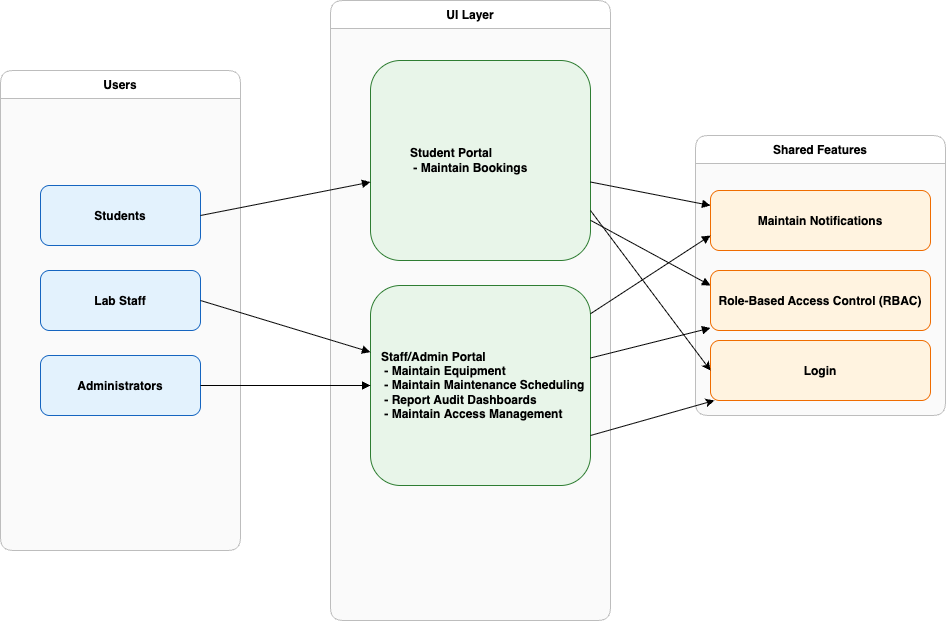 UI Layer
Users
Student Portal
- Maintain Bookings
Shared Features
Students
Maintain Notifications
Lab Staff
Role-Based Access Control (RBAC)
Staff/Admin Portal
- Maintain Equipment
- Maintain Maintenance Scheduling
- Report Audit Dashboards
- Maintain Access Management
Administrators
Login